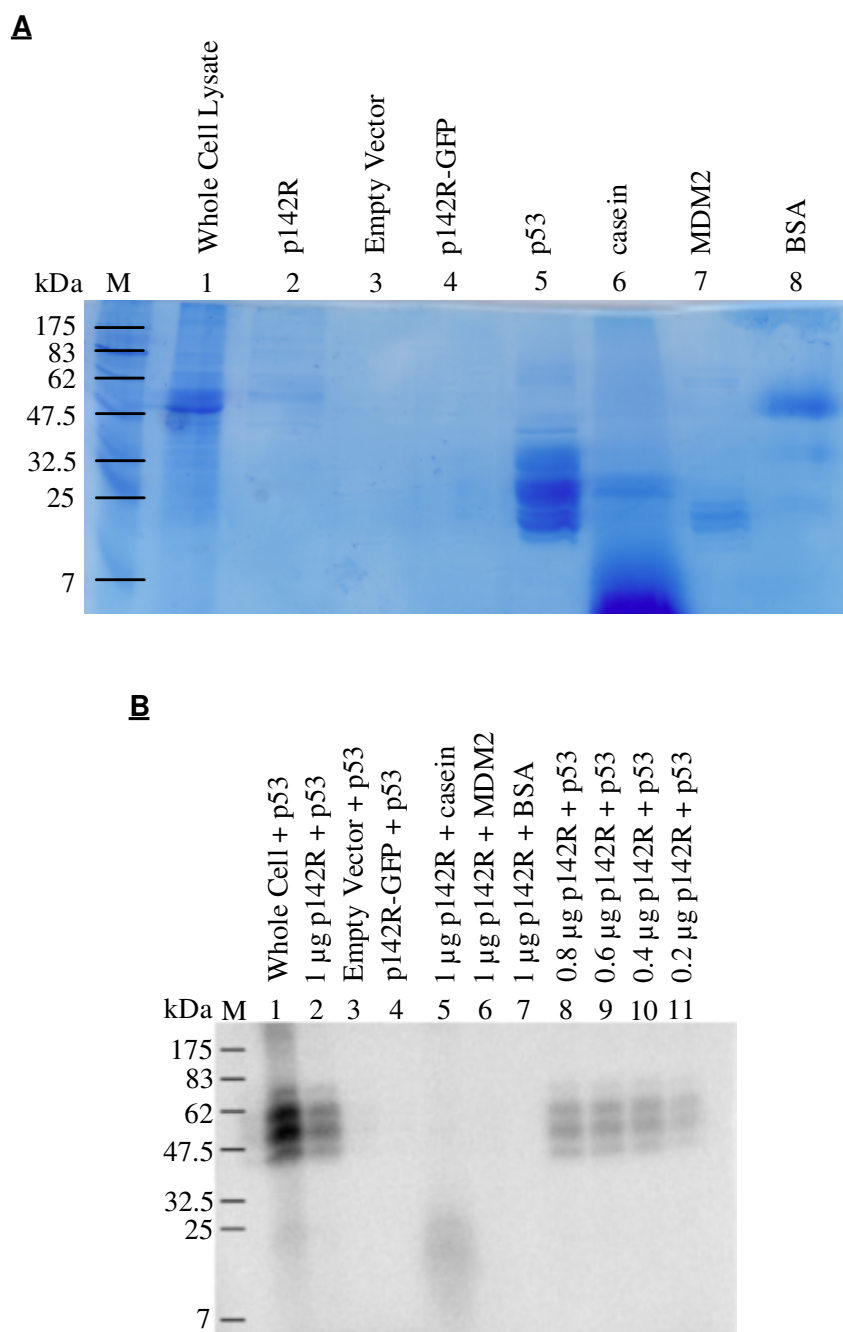 A
Whole Cell Lysate
p142R
Empty Vector
p142R-GFP
p53
casein
MDM2
BSA
kDa M 1 2 3 4 5 6 7 8
175
83
62
47.5
32.5
25
7
B
Whole Cell + p53
1 µg p142R + p53
Empty Vector + p53
p142R-GFP + p53
1 µg p142R + casein
1 µg p142R + MDM2
1 µg p142R + BSA
0.8 µg p142R + p53
0.6 µg p142R + p53
0.4 µg p142R + p53
0.2 µg p142R + p53
kDa M 1 2 3 4 5 6 7 8 9 10 11
175
83
62
47.5
32.5
25
7